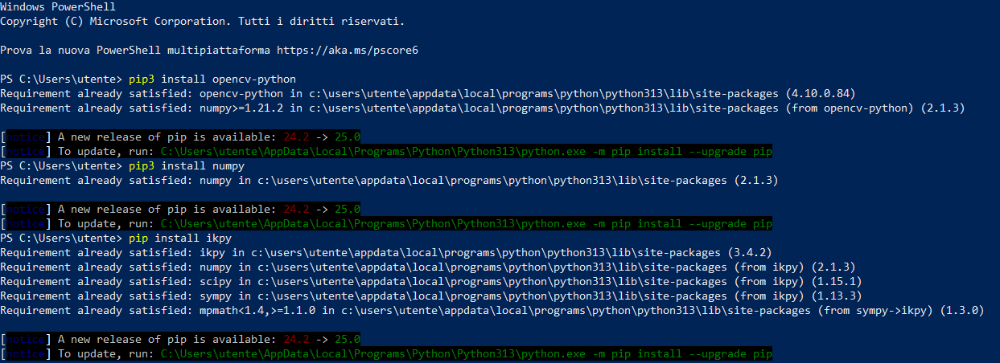 Windows PowerShell
Copyright (C) Microsoft Corporation. Tutti i diritti riservati.
Prova la nuova PowerShell multipiattaforma https://aka.ms/pscore6
PS C:\Users\utente> pip3 install opencv-python
Requirement already satisfied: opencv-python in c:\users\utente\appdata\local\programs\python\python313\lib\site-packages (4.10.0.84)
Requirement already satisfied: numpy>=1.21.2 in c:\users\utente\appdata\local\programs\python\python313\lib\site-packages (from opencv-python) (2.1.3)
[notice] A new release of pip is available: 24.2 -> 25.0
[notice] To update, run: C:\Users\utente\AppData\Local\Programs\Python\Python313\python.exe -m pip install --upgrade pip
PS C:\Users\utente> pip3 install numpy
Requirement already satisfied: numpy in c:\users\utente\appdata\local\programs\python\python313\lib\site-packages (2.1.3)
[notice] A new release of pip is available: 24.2 -> 25.0
[notice] To update, run: C:\Users\utente\AppData\Local\Programs\Python\Python313\python.exe -m pip install --upgrade pip
PS C:\Users\utente> pip install ikpy
Requirement already satisfied: ikpy in c:\users\utente\appdata\local\programs\python\python313\lib\site-packages (3.4.2)
Requirement already satisfied: numpy in c:\users\utente\appdata\local\programs\python\python313\lib\site-packages (from ikpy) (2.1.3)
Requirement already satisfied: scipy in c:\users\utente\appdata\local\programs\python\python313\lib\site-packages (from ikpy) (1.15.1)
Requirement already satisfied: sympy in c:\users\utente\appdata\local\programs\python\python313\lib\site-packages (from ikpy) (1.13.3)
Requirement already satisfied: mpmath<1.4,>=1.1.0 in c:\users\utente\appdata\local\programs\python\python313\lib\site-packages (from sympy->ikpy) (1.3.0)
[notice] A new release of pip is available: 24.2 -> 25.0
[notice] To update, run: C:\Users\utente\AppData\Local\Programs\Python\Python313\python.exe -m pip install --upgrade pip